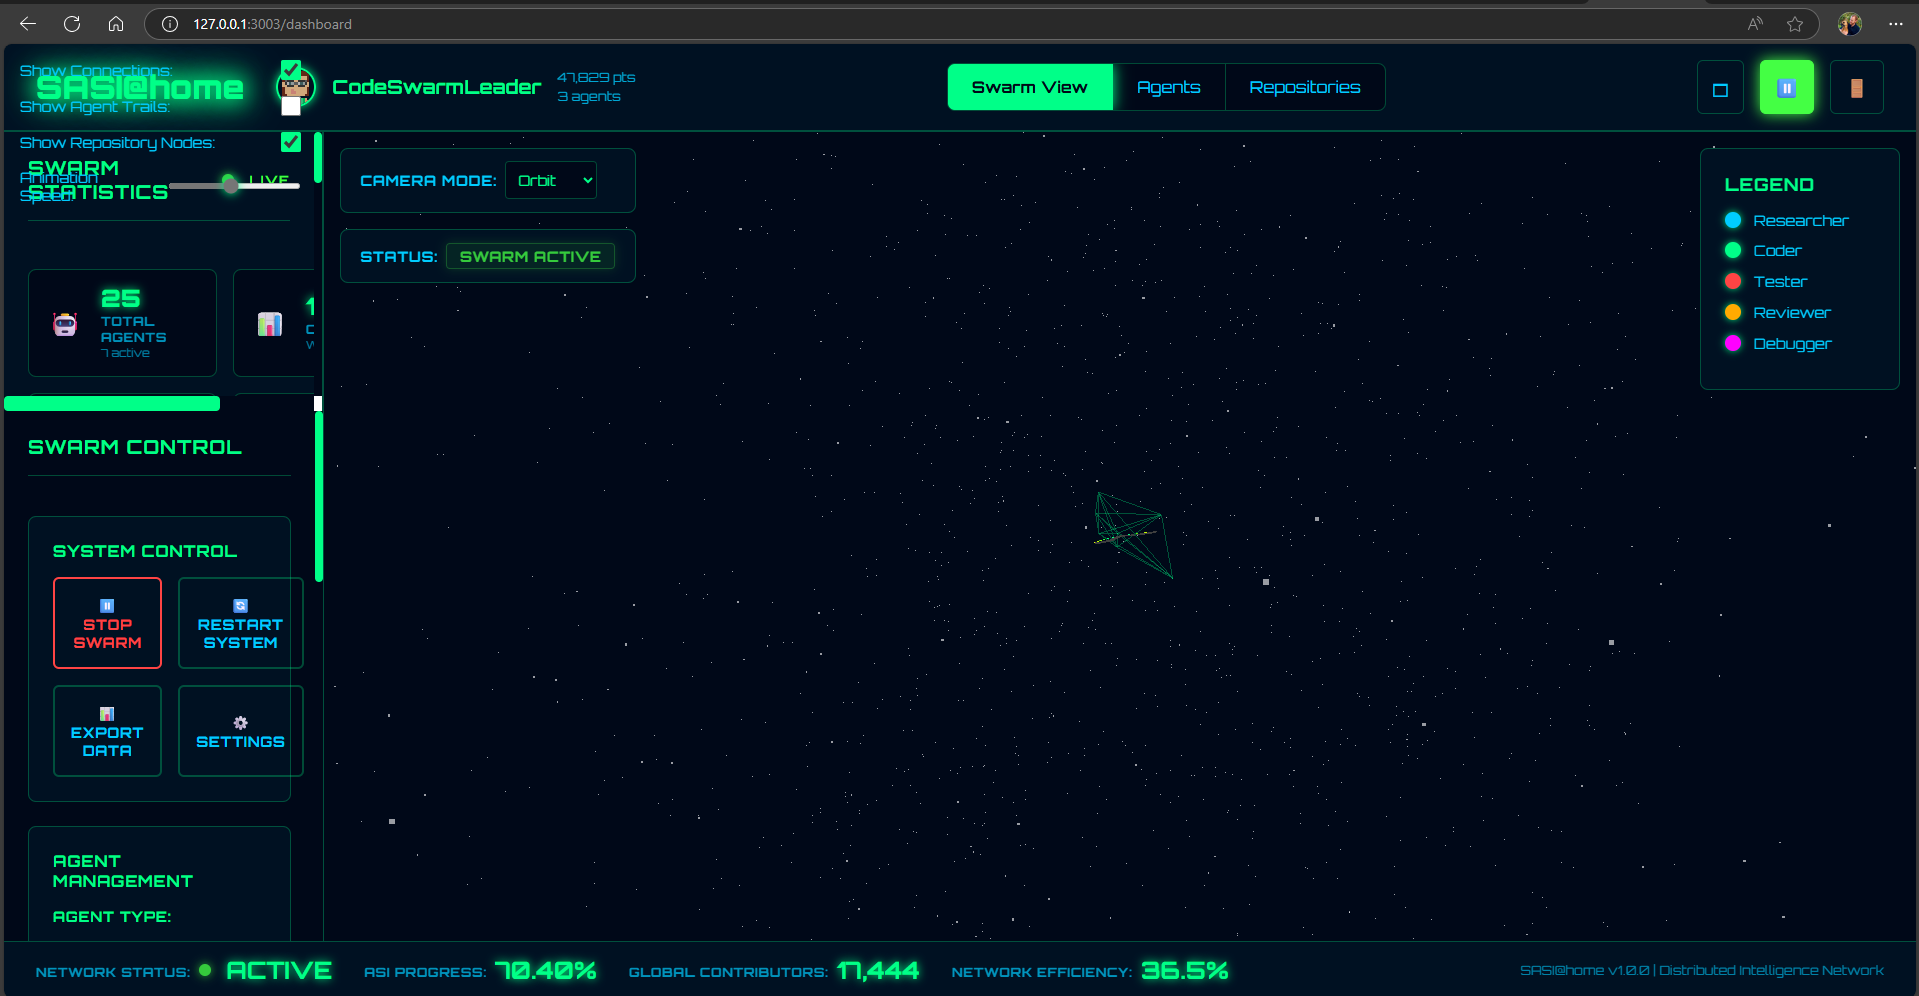 127.0.0.1:3003/dashboard
Show Connections:
SASI@home
Show Agent Trails:
CodeSwarmLeader
47,829 pts
3 agents
Swarm View
Agents
Repositories
Show Repository Nodes:
SWARM
STATISTICS
LIVE
Animation
Speed:
25
TOTAL
AGENTS
7 active
SWARM CONTROL
SYSTEM CONTROL
STOP
SWARM
RESTART
SYSTEM
EXPORT
DATA
SETTINGS
AGENT
MANAGEMENT
AGENT TYPE:
CAMERA MODE:
Orbit
STATUS:
SWARM ACTIVE
LEGEND
Researcher
Coder
Tester
Reviewer
Debugger
NETWORK STATUS:
ACTIVE
ASI PROGRESS:
70.40%
GLOBAL CONTRIBUTORS:
17,444
NETWORK EFFICIENCY:
36.5%
SASI@home v1.0.0 | Distributed Intelligence Network